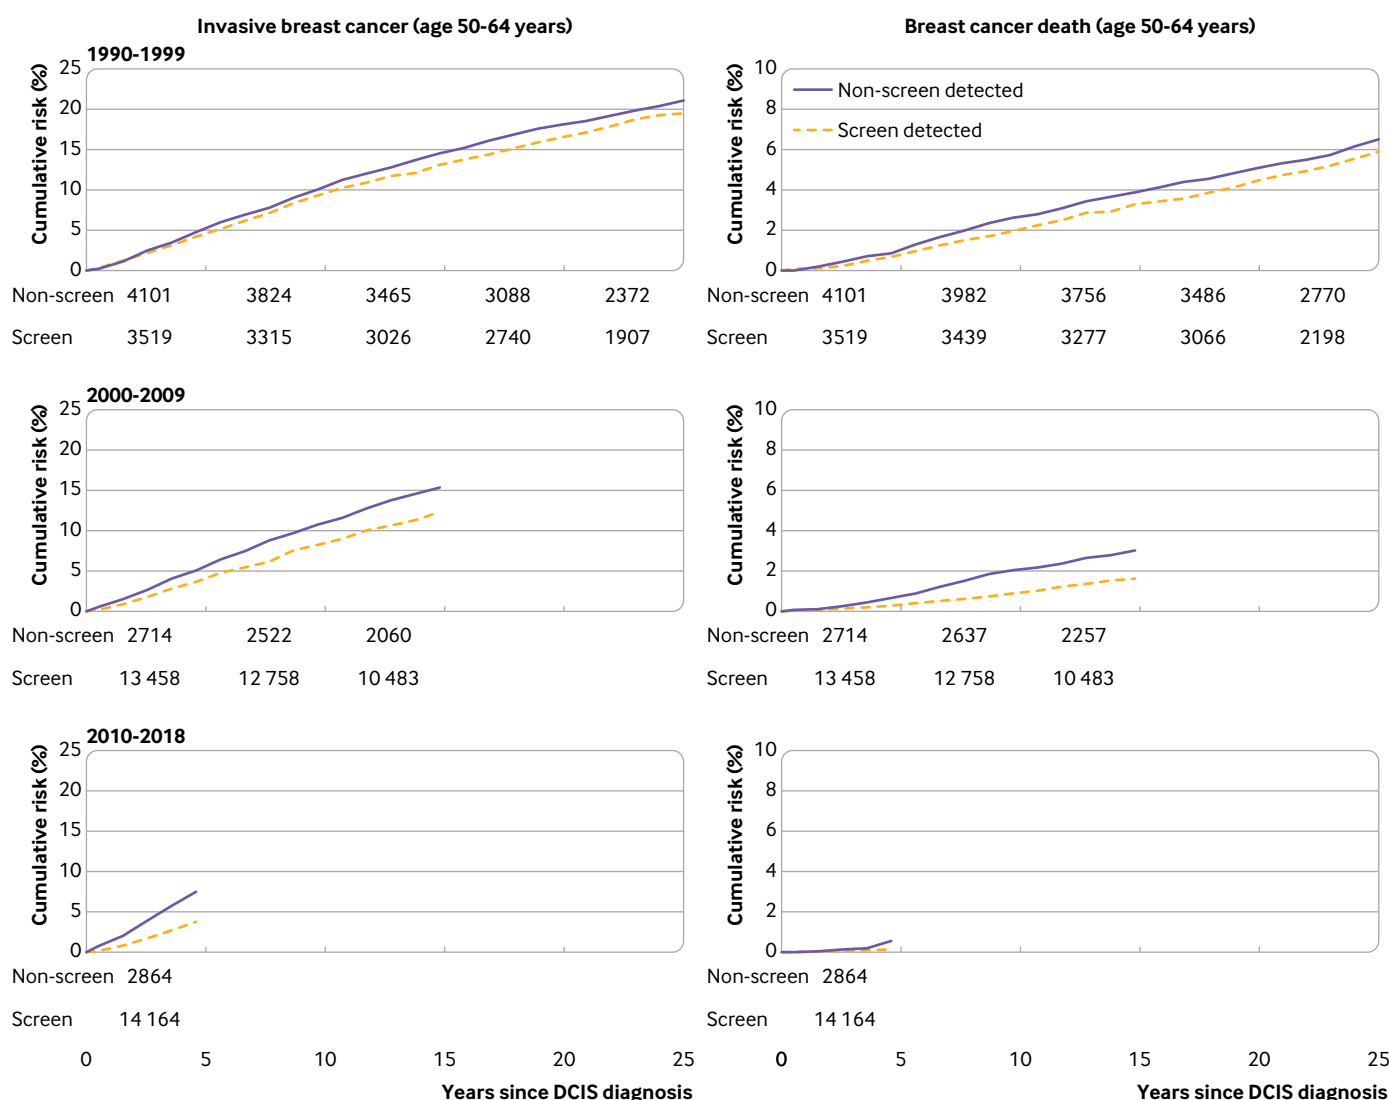 Invasive breast cancer (age 50-64 years)
Breast cancer death (age 50-64 years)
1990-1999
Cumulative risk (%)
25
20
15
10
5
0
Non-screen 4101 3824 3465 3088 2372
Screen 3519 3315 3026 2740 1907
Cumulative risk (%)
10
8
6
4
2
0
Non-screen detected
Screen detected
Non-screen 4101 3982 3756 3486 2770
Screen 3519 3439 3277 3066 2198
2000-2009
Cumulative risk (%)
25
20
15
10
5
0
Non-screen 2714 2522 2060
Screen 13 458 12 758 10 483
Cumulative risk (%)
10
8
6
4
2
0
Non-screen 2714 2637 2257
Screen 13 458 12 758 10 483
2010-2018
Cumulative risk (%)
25
20
15
10
5
0
Non-screen 2864
Screen 14 164
0 5 10 15 20 25
Years since DCIS diagnosis
Cumulative risk (%)
10
8
6
4
2
0
Non-screen 2864
Screen 14 164
0 5 10 15 20 25
Years since DCIS diagnosis